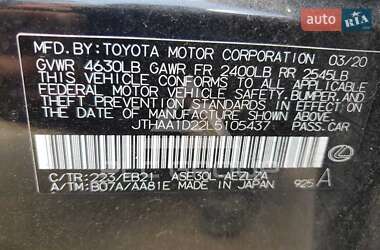 MFD.BY: TOYOTA MOTOR CORPORATION 03/20
GVWR 4630LB GAWR FR 2400LB RR 2545LB
THIS VEHICLE CONFORMS TO ALL APPLICABLE
FEDERAL MOTOR VEHICLE SAFETY, BUMPER, AND
THEFT PREVENTION STANDARDS IN EFFECT ON
THE DATE OF MANUFACTURE SHOWN ABOVE.
JTHAA1D22L5105437 PASS.CAR
C/TR:223/EB21 ASE30L-AEZLZA
A/TM:B07A/AA81E MADE IN JAPAN 925 A